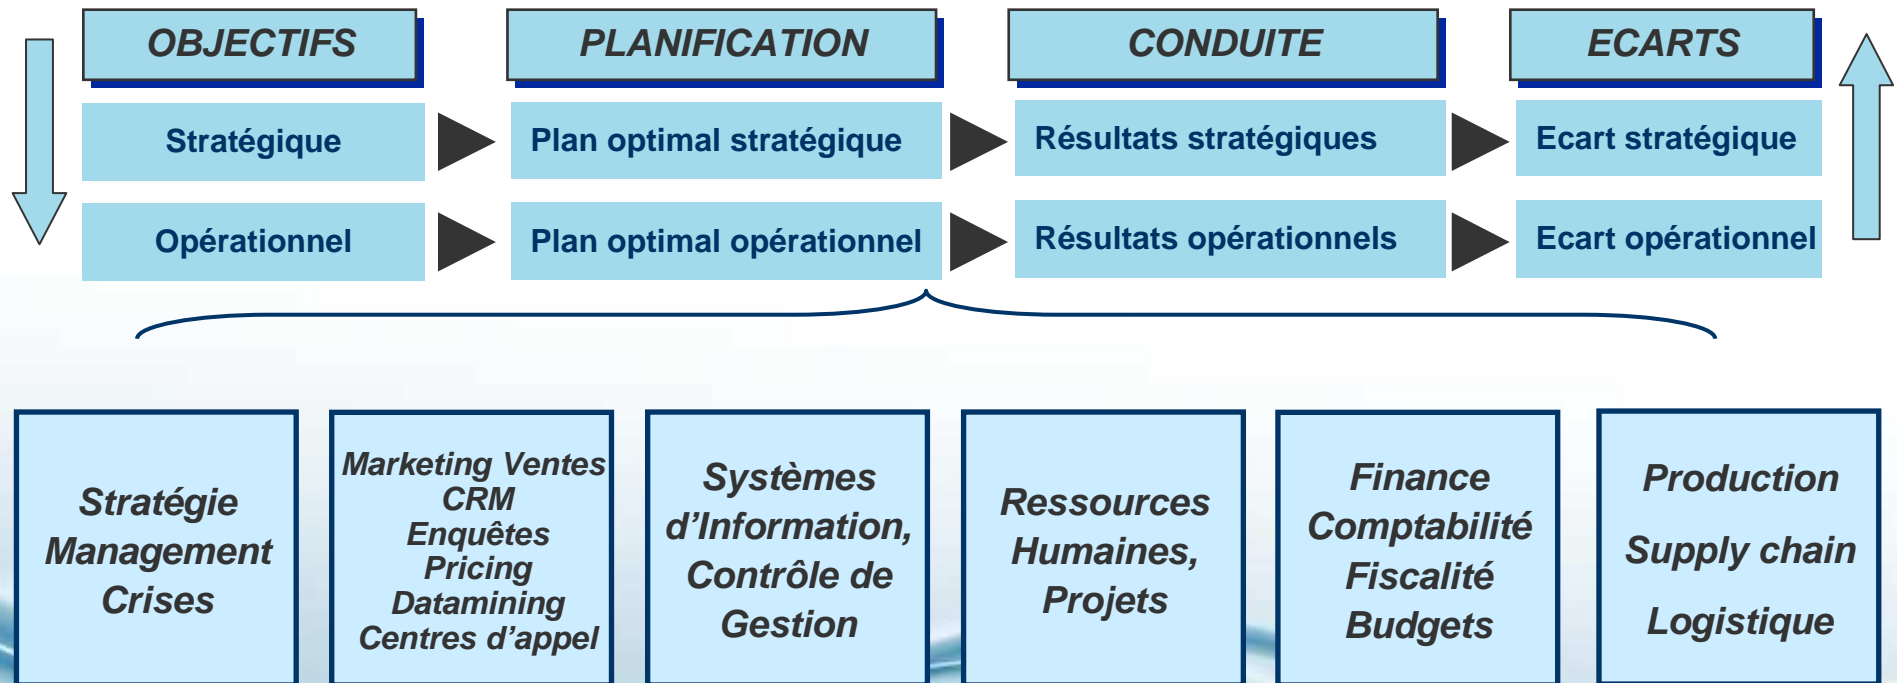 OBJECTIFS
PLANIFICATION
CONDUITE
ECARTS
Stratégique
Plan optimal stratégique
Résultats stratégiques
Ecart stratégique
Opérationnel
Plan optimal opérationnel
Résultats opérationnels
Ecart opérationnel
Stratégie
Management
Crises
Marketing Ventes
CRM
Enquêtes
Pricing
Datamining
Centres d’appel
Systèmes
d’Information,
Contrôle de
Gestion
Ressources
Humaines,
Projets
Finance
Comptabilité
Fiscalité
Budgets
Production
Supply chain
Logistique